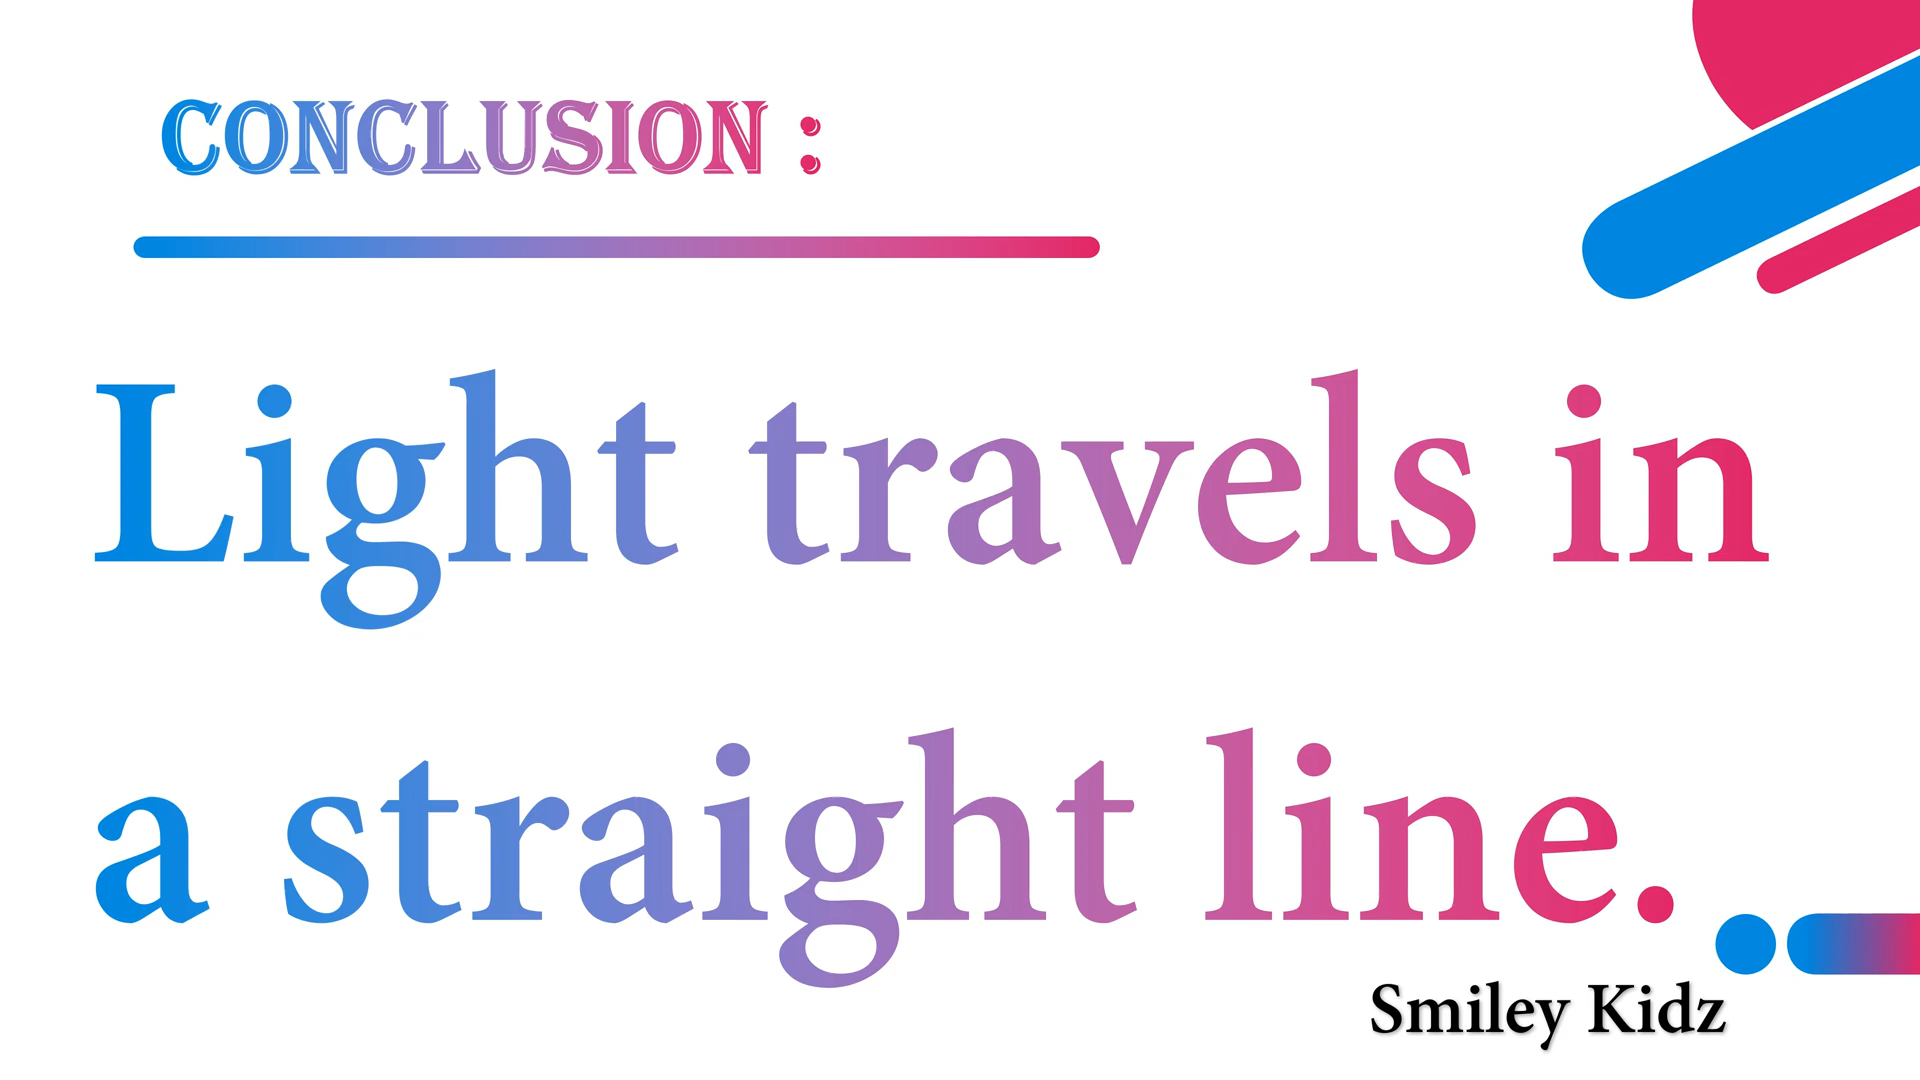 CONCLUSION :
Light travels in
a straight line.
Smiley Kidz